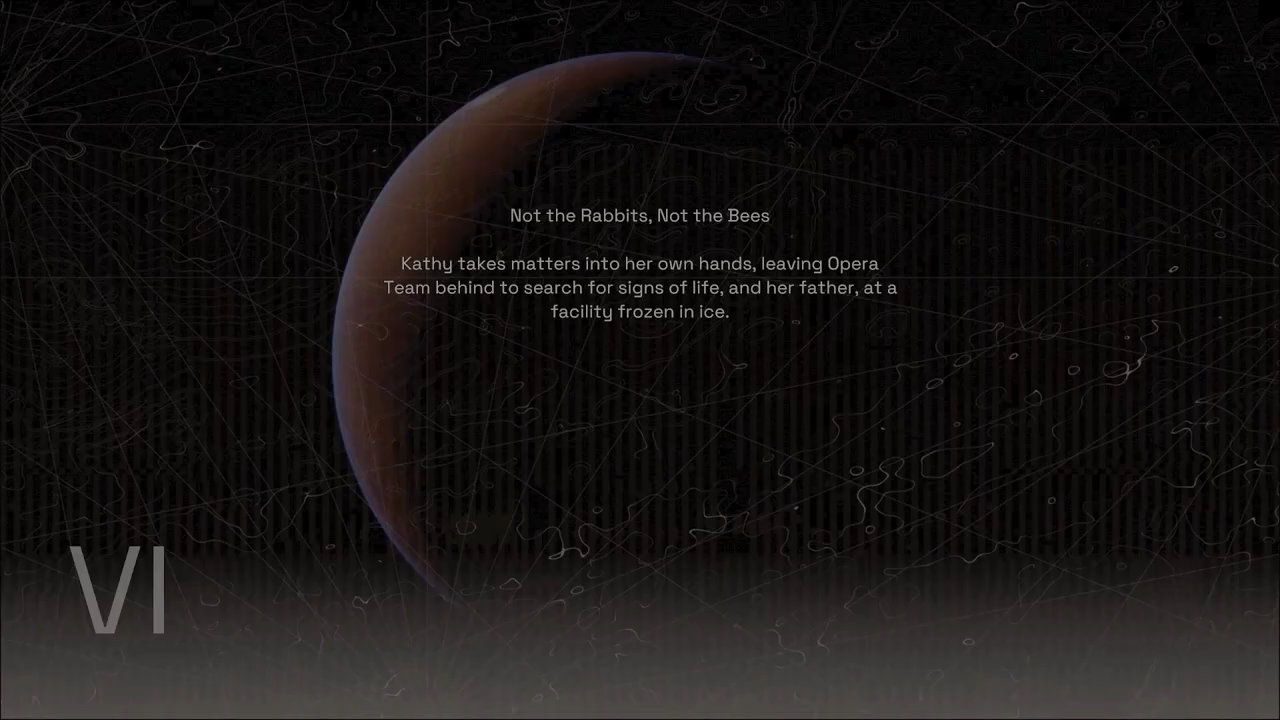 Not the Rabbits, Not the Bees
Kathy takes matters into her own hands, leaving Opera
Team behind to search for signs of life, and her father, at a
facility frozen in ice.
VI